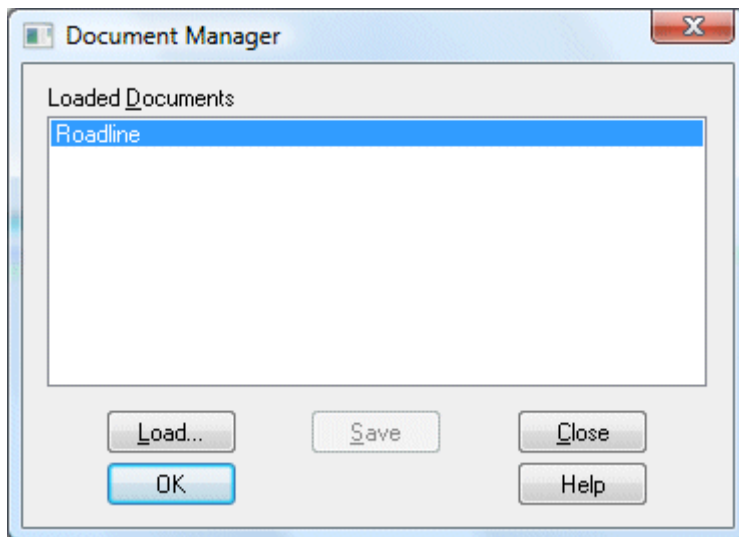 Document Manager
Loaded Documents
Roadline
Load... Save Close
OK Help